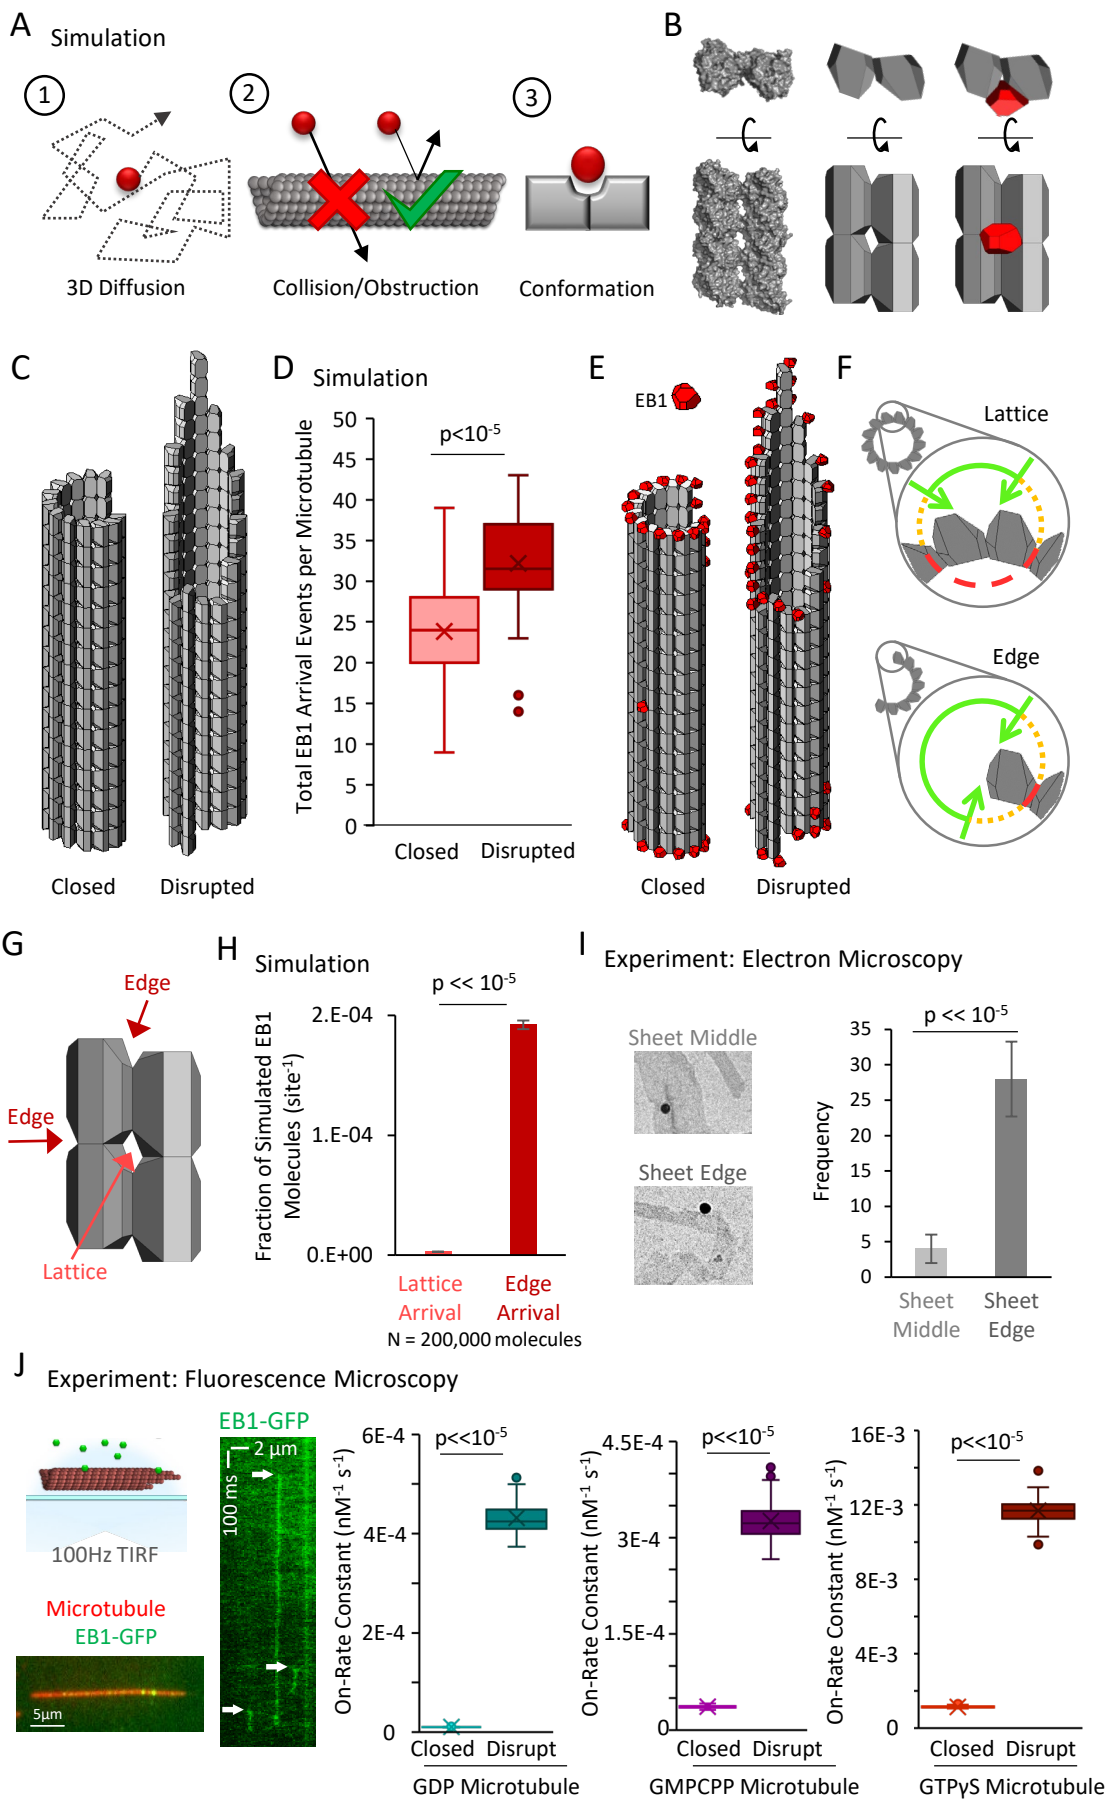 A
Simulation
1
2
3
3D Diffusion
Collision/Obstruction
Conformation
B
C
Closed
Disrupted
D
Simulation
Total EB1 Arrival Events per Microtubule
50
45
40
35
30
25
20
15
10
5
0
p<10-5
Closed
Disrupted
E
EB1
Closed
Disrupted
F
Lattice
Edge
G
Edge
Edge
Lattice
H
Simulation
p << 10-5
Fraction of Simulated EB1
Molecules (site-1)
2.E-04
1.E-04
0.E+00
Lattice
Arrival
Edge
Arrival
N = 200,000 molecules
I
Experiment: Electron Microscopy
Sheet Middle
Sheet Edge
p << 10-5
Frequency
35
30
25
20
15
10
5
0
Sheet
Middle
Sheet
Edge
J
Experiment: Fluorescence Microscopy
100Hz TIRF
Microtubule
EB1-GFP
5µm
EB1-GFP
2 µm
100 ms
On-Rate Constant (nM-1 s-1)
6E-4
4E-4
2E-4
0
p<<10-5
Closed
Disrupt
GDP Microtubule
On-Rate Constant (nM-1 s-1)
4.5E-4
3E-4
1.5E-4
0
p<<10-5
Closed
Disrupt
GMPCPP Microtubule
On-Rate Constant (nM-1 s-1)
16E-3
12E-3
8E-3
4E-3
0
p<<10-5
Closed
Disrupt
GTPγS Microtubule